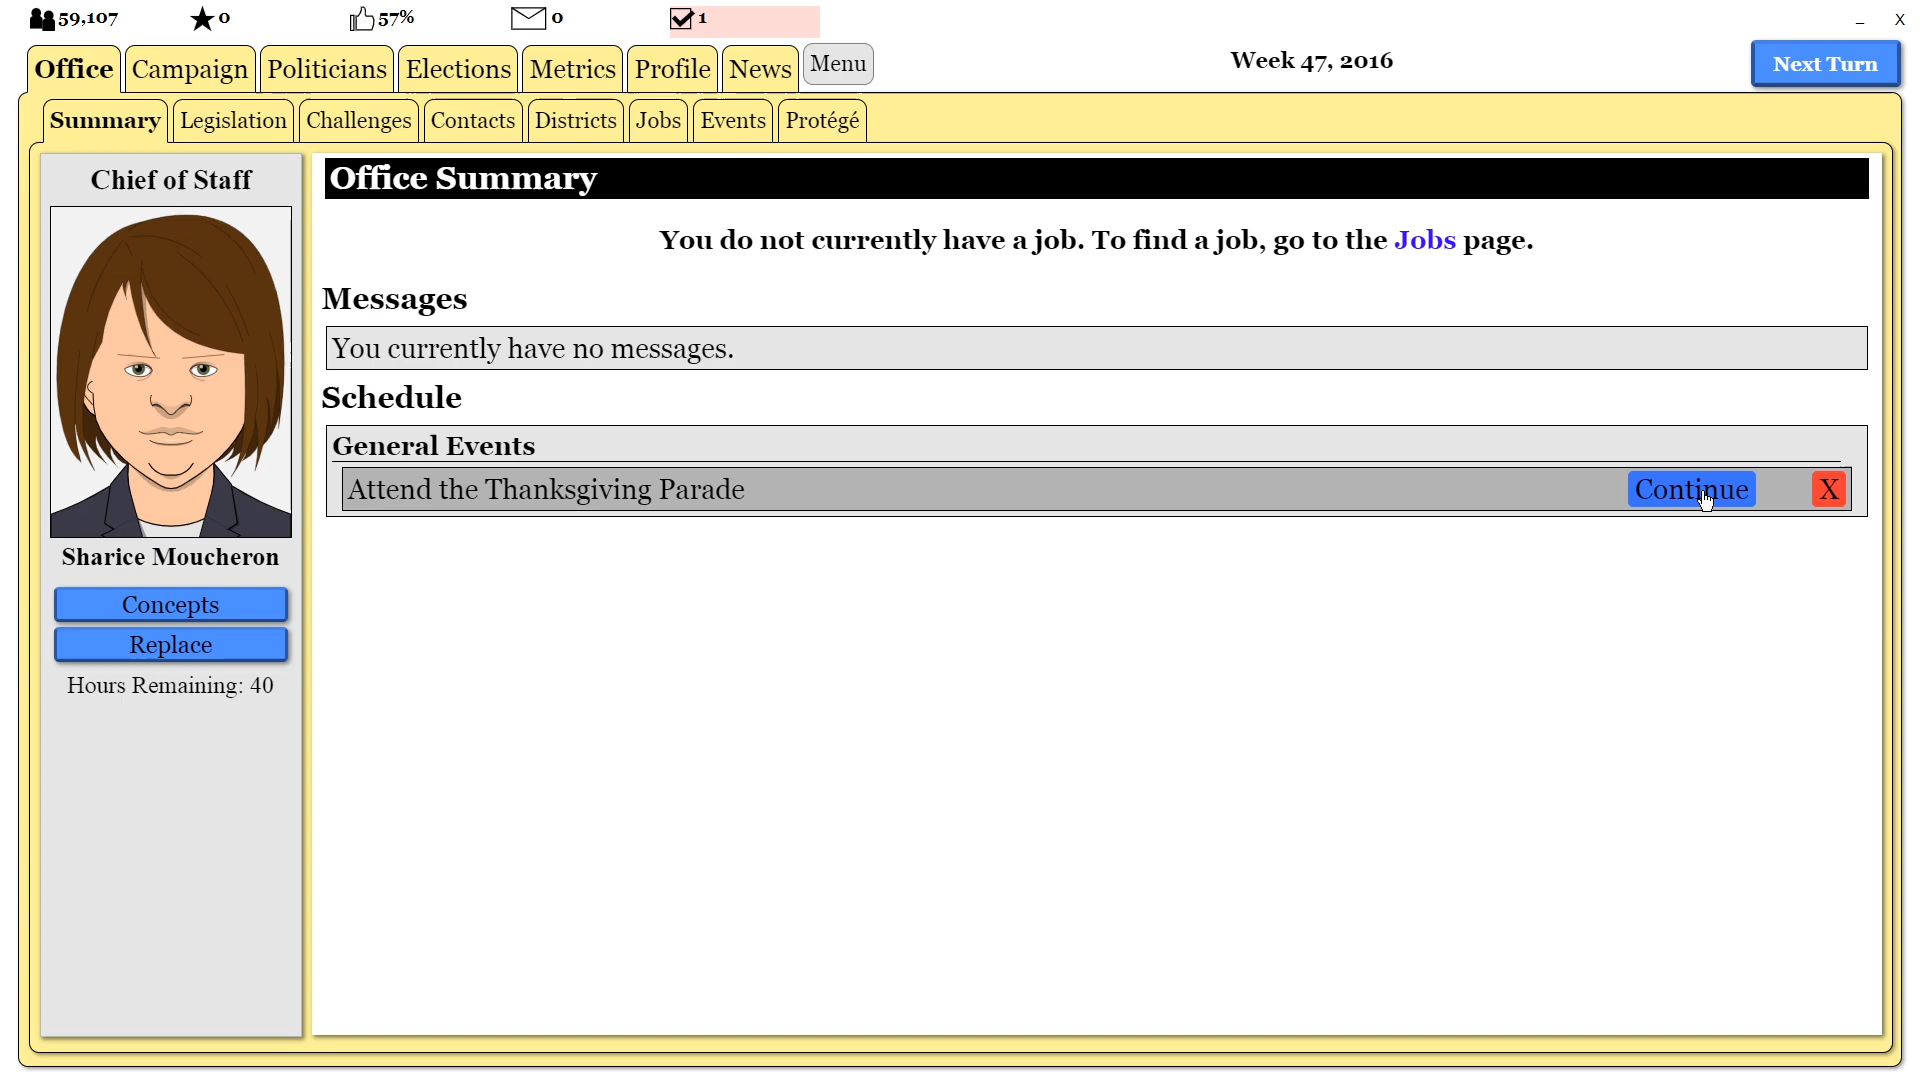 59,107 0 57% 0 1 _ X
Office Campaign Politicians Elections Metrics Profile News Menu Week 47, 2016 Next Turn
Summary Legislation Challenges Contacts Districts Jobs Events Protégé
Chief of Staff
Sharice Moucheron
Concepts
Replace
Hours Remaining: 40
Office Summary
You do not currently have a job. To find a job, go to the Jobs page.
Messages
You currently have no messages.
Schedule
General Events
Attend the Thanksgiving Parade Continue X